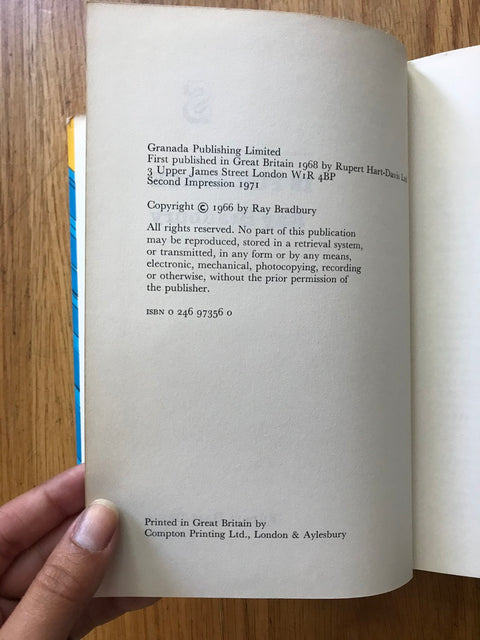 Granada Publishing Limited
First published in Great Britain 1968 by Rupert Hart-Davis Ltd
3 Upper James Street London W1R 4BP
Second Impression 1971
Copyright © 1966 by Ray Bradbury
All rights reserved. No part of this publication
may be reproduced, stored in a retrieval system,
or transmitted, in any form or by any means,
electronic, mechanical, photocopying, recording
or otherwise, without the prior permission of
the publisher.
ISBN 0 246 97356 0
Printed in Great Britain by
Compton Printing Ltd., London & Aylesbury